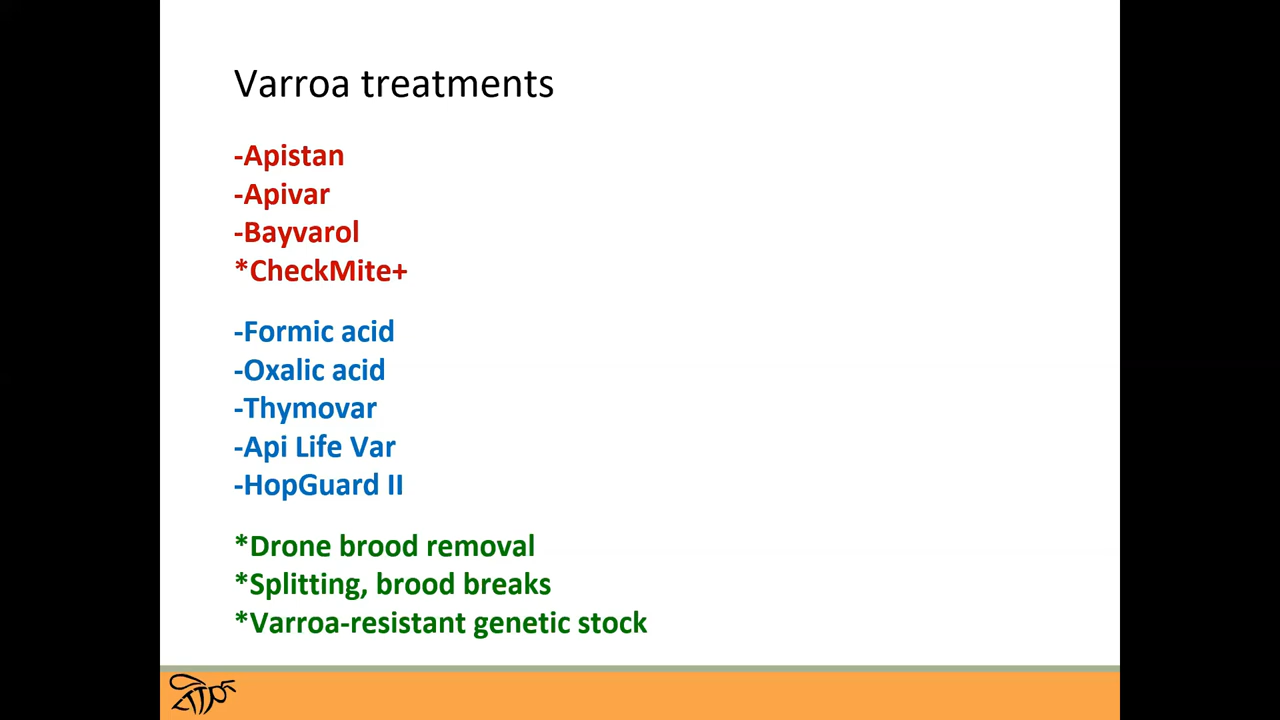 Varroa treatments
-Apistan
-Apivar
-Bayvarol
*CheckMite+
-Formic acid
-Oxalic acid
-Thymovar
-Api Life Var
-HopGuard II
*Drone brood removal
*Splitting, brood breaks
*Varroa-resistant genetic stock